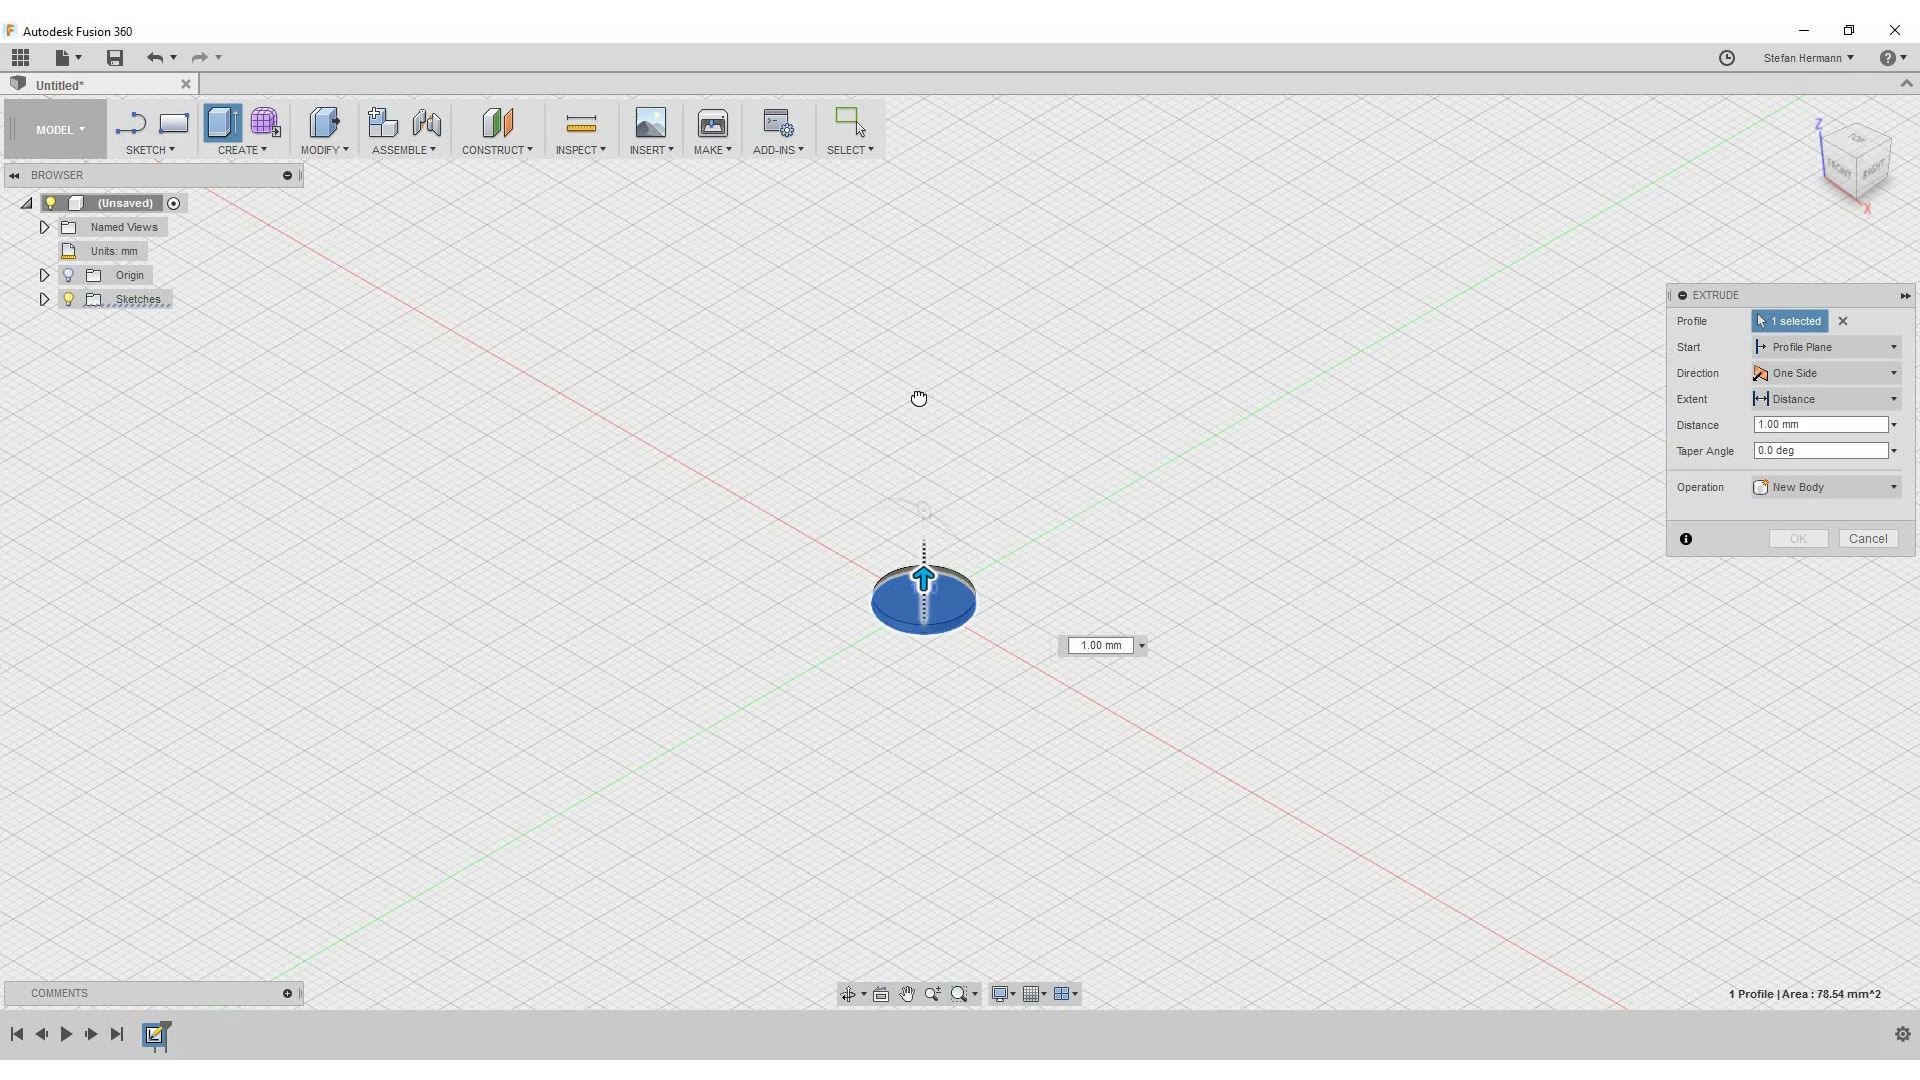 Autodesk Fusion 360
Stefan Hermann
Untitled*
MODEL
SKETCH
CREATE
MODIFY
ASSEMBLE
CONSTRUCT
INSPECT
INSERT
MAKE
ADD-INS
SELECT
BROWSER
(Unsaved)
Named Views
Units: mm
Origin
Sketches
Z
TOP
FRONT
RIGHT
X
EXTRUDE
Profile 1 selected
Start Profile Plane
Direction One Side
Extent Distance
Distance 1.00 mm
Taper Angle 0.0 deg
Operation New Body
OK Cancel
1.00 mm
COMMENTS
1 Profile | Area : 78.54 mm^2